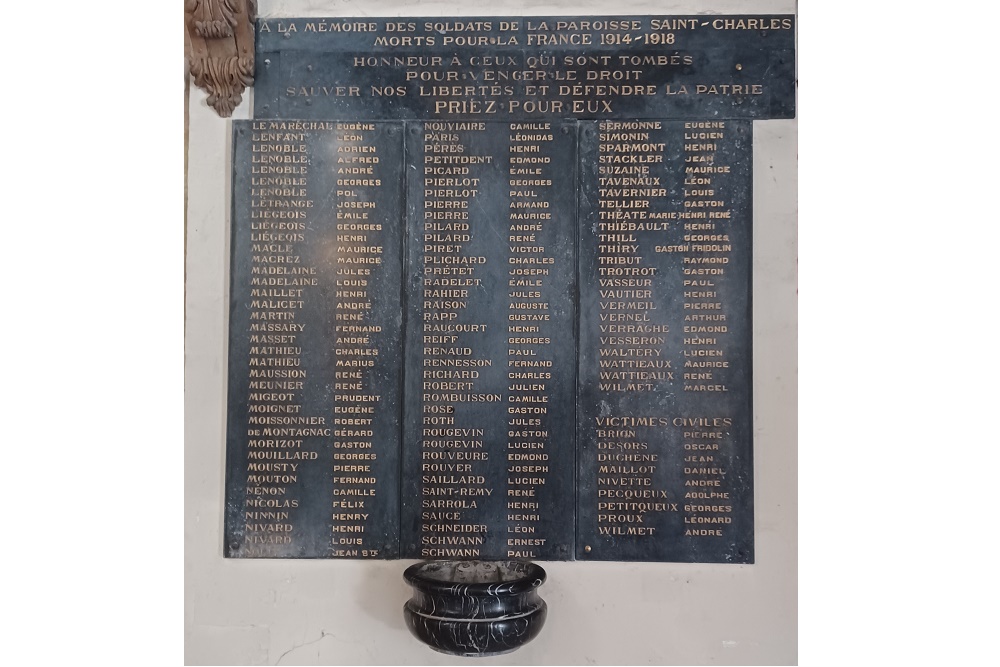 À LA MÉMOIRE DES SOLDATS DE LA PAROISSE SAINT-CHARLES
MORTS POUR LA FRANCE 1914-1918
HONNEUR À CEUX QUI SONT TOMBÉS
POUR VENGER LE DROIT
SAUVER NOS LIBERTÉS ET DÉFENDRE LA PATRIE
PRIEZ POUR EUX
LE MARÉCHAL EUGÈNE
LENFANT LÉON
LENOBLE ADRIEN
LENOBLE ALFRED
LENOBLE ANDRÉ
LENOBLE GEORGES
LENOBLE POL
LÉTRANGE JOSEPH
LIÉGEOIS ÉMILE
LIÉGEOIS GEORGES
LIÉGEOIS HENRI
MACLE MAURICE
MACREZ MAURICE
MADELAINE JULES
MADELAINE LOUIS
MAILLET HENRI
MALICET ANDRÉ
MARTIN RENÉ
MASSARY FERNAND
MASSET ANDRÉ
MATHIEU CHARLES
MATHIEU MARIUS
MAUSSION RENÉ
MEUNIER RENÉ
MIGEOT PRUDENT
MOIGNET EUGÈNE
MOISSONNIER ROBERT
DE MONTAGNAC GÉRARD
MORIZOT GASTON
MOUILLARD GEORGES
MOUSTY PIERRE
MOUTON FERNAND
NÉNON CAMILLE
NICOLAS FÉLIX
NINNIN HENRY
NIVARD HENRI
NIVARD LOUIS
JEAN BTE
NOUVIAIRE CAMILLE
PARIS LÉONIDAS
PÉRÈS HENRI
PETITDENT EDMOND
PICARD ÉMILE
PIERLOT GEORGES
PIERLOT PAUL
PIERRE ARMAND
PIERRE MAURICE
PILARD ANDRÉ
PILARD RENÉ
PIRET VICTOR
PLICHARD CHARLES
PRÉTET JOSEPH
RADELET ÉMILE
RAHIER JULES
RAISON AUGUSTE
RAPP GUSTAVE
RAUCOURT HENRI
REIFF GEORGES
RENAUD PAUL
RENNESSON FERNAND
RICHARD CHARLES
ROBERT JULIEN
ROMBUISSON CAMILLE
ROSE GASTON
ROTH JULES
ROUGEVIN GASTON
ROUGEVIN LUCIEN
ROUVEURE EDMOND
ROUYER JOSEPH
SAILLARD LUCIEN
SAINT-REMY RENÉ
SARROLA HENRI
SAUCE HENRI
SCHNEIDER LÉON
SCHWANN ERNEST
SCHWANN PAUL
SERMONNE EUGÈNE
SIMONIN LUCIEN
SPARMONT HENRI
STACKLER JEAN
SUZAINE MAURICE
TAVENAUX LÉON
TAVERNIER LOUIS
TELLIER GASTON
THÉATE MARIE HENRI RENÉ
THIÉBAULT HENRI
THILL GEORGES
THIRY GASTON FRIDOLIN
TRIBUT RAYMOND
TROTROT GASTON
VASSEUR PAUL
VAUTIER HENRI
VERMEIL PIERRE
VERNEL ARTHUR
VERRAGHE EDMOND
VESSERON HENRI
WALTÉRY LUCIEN
WATTIEAUX MAURICE
WATTIEAUX RENÉ
WILMET MARCEL
VICTIMES CIVILES
BRION PIERRE
DESORS OSCAR
DUCHÊNE JEAN
MAILLOT DANIEL
NIVETTE ANDRÉ
PECQUEUX ADOLPHE
PETITQUEUX GEORGES
PROUX LÉONARD
WILMET ANDRÉ